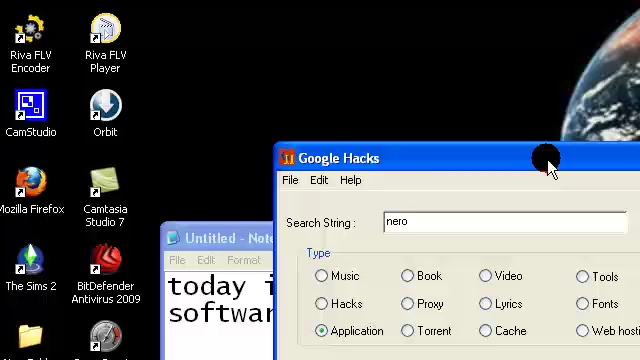 Riva FLV
Encoder
Riva FLV
Player
CamStudio
Orbit
Mozilla Firefox
Camtasia
Studio 7
The Sims 2
BitDefender
Antivirus 2009
Google Hacks
File Edit Help
Search String :
nero
Type
Music Book Video Tools
Hacks Proxy Lyrics Fonts
Application Torrent Cache Web hosti
Untitled - Note
File Edit Format
today i
softwar